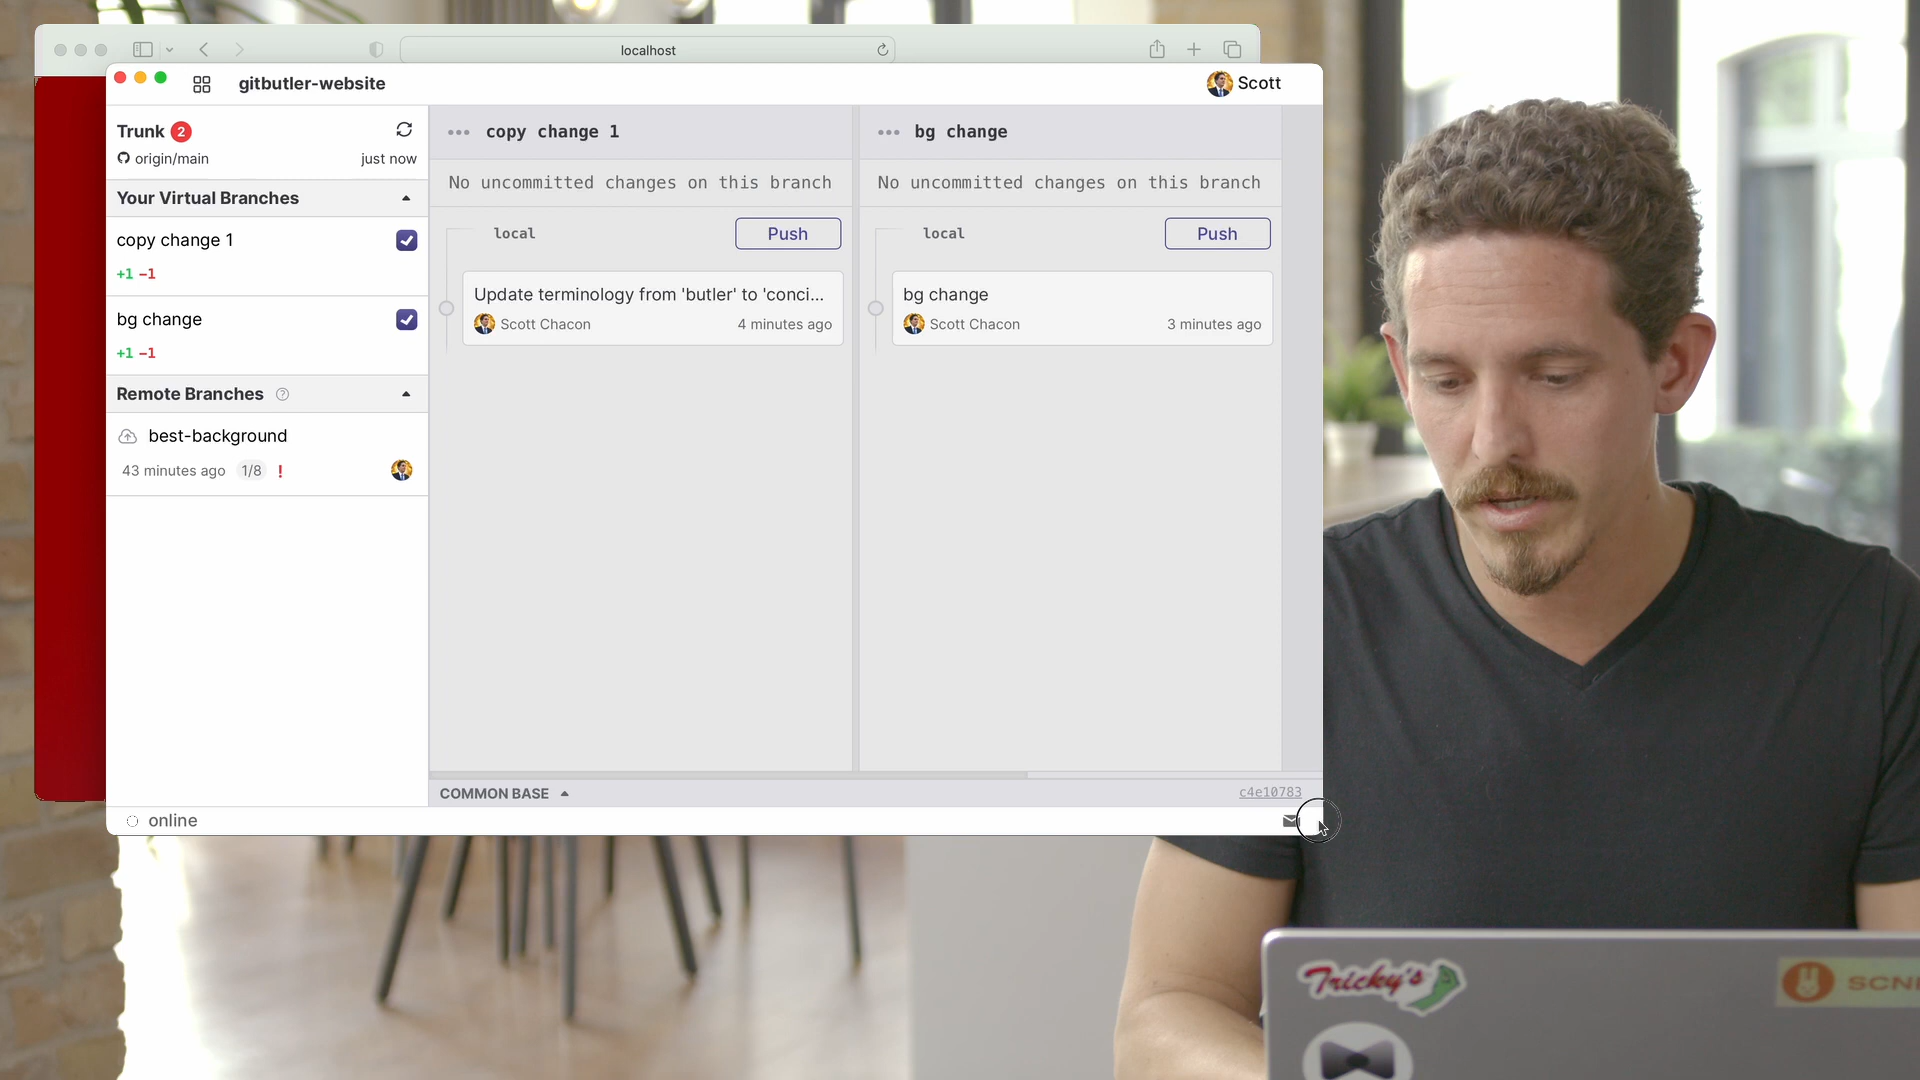 localhost
gitbutler-website
Scott
Trunk 2
origin/main
just now
Your Virtual Branches
copy change 1
+1 −1
bg change
+1 −1
Remote Branches ?
best-background
43 minutes ago 1/8 !
copy change 1
No uncommitted changes on this branch
local
Push
Update terminology from 'butler' to 'conci...
Scott Chacon
4 minutes ago
bg change
No uncommitted changes on this branch
local
Push
bg change
Scott Chacon
3 minutes ago
COMMON BASE
c4e10783
online
Tricky's